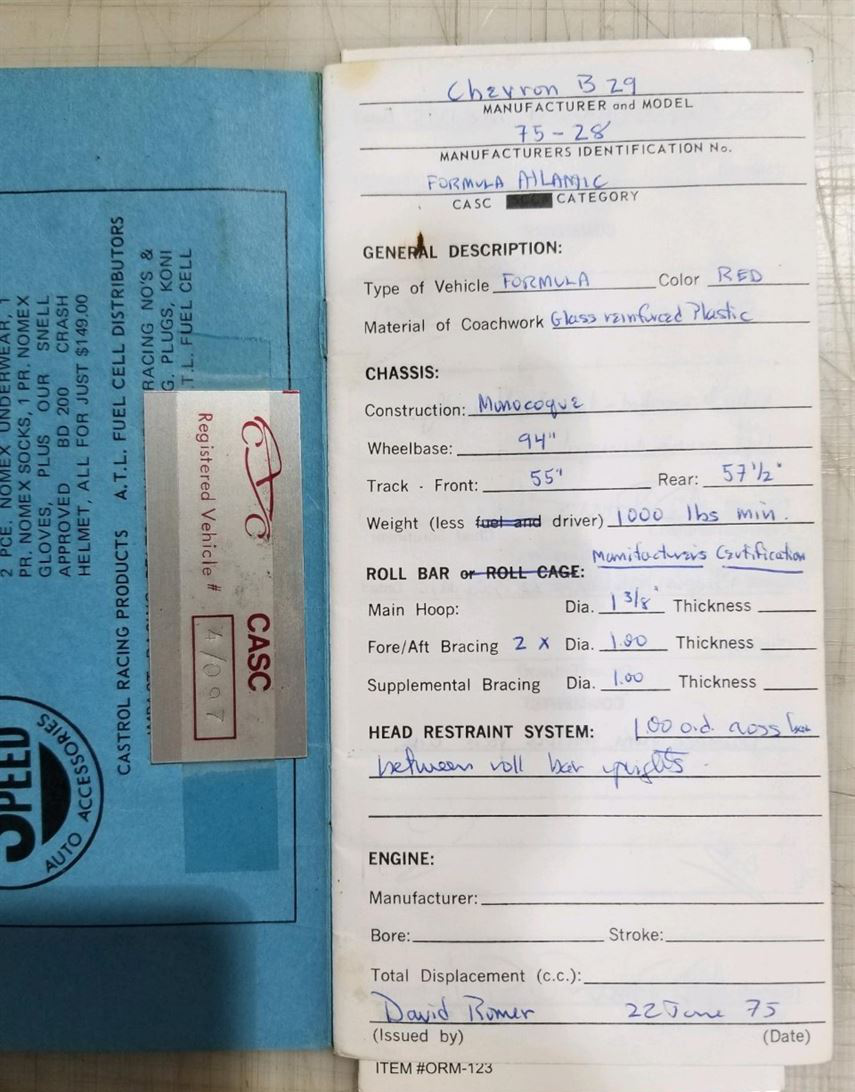 2 PCE. NOMEX UNDERWEAR, 1
PR. NOMEX SOCKS, 1 PR. NOMEX
GLOVES, PLUS OUR SNELL
APPROVED BD 200 CRASH
HELMET, ALL FOR JUST $149.00
CASTROL RACING PRODUCTS A.T.L. FUEL CELL DISTRIBUTORS
RACING NO'S &
G. PLUGS, KONI
T.L. FUEL CELL
SPEED
AUTO ACCESSORIES
CASC
Registered Vehicle #
4/097
Chevron B29
MANUFACTURER and MODEL
75-28
MANUFACTURERS IDENTIFICATION No.
FORMULA ATLANTIC
CASC CATEGORY
GENERAL DESCRIPTION:
Type of Vehicle FORMULA Color RED
Material of Coachwork Glass reinforced Plastic
CHASSIS:
Construction: Monocoque
Wheelbase: 94"
Track - Front: 55" Rear: 57 1/2"
Weight (less fuel and driver) 1000 lbs min.
Manufacturers Certification
ROLL BAR or ROLL CAGE:
Main Hoop: Dia. 1 3/8" Thickness
Fore/Aft Bracing 2 X Dia. 1.00 Thickness
Supplemental Bracing Dia. 1.00 Thickness
HEAD RESTRAINT SYSTEM: 1.00 o.d. cross bar
between roll bar uprights.
ENGINE:
Manufacturer:
Bore: Stroke:
Total Displacement (c.c.):
David Romer 22 June 75
(Issued by) (Date)
ITEM #ORM-123